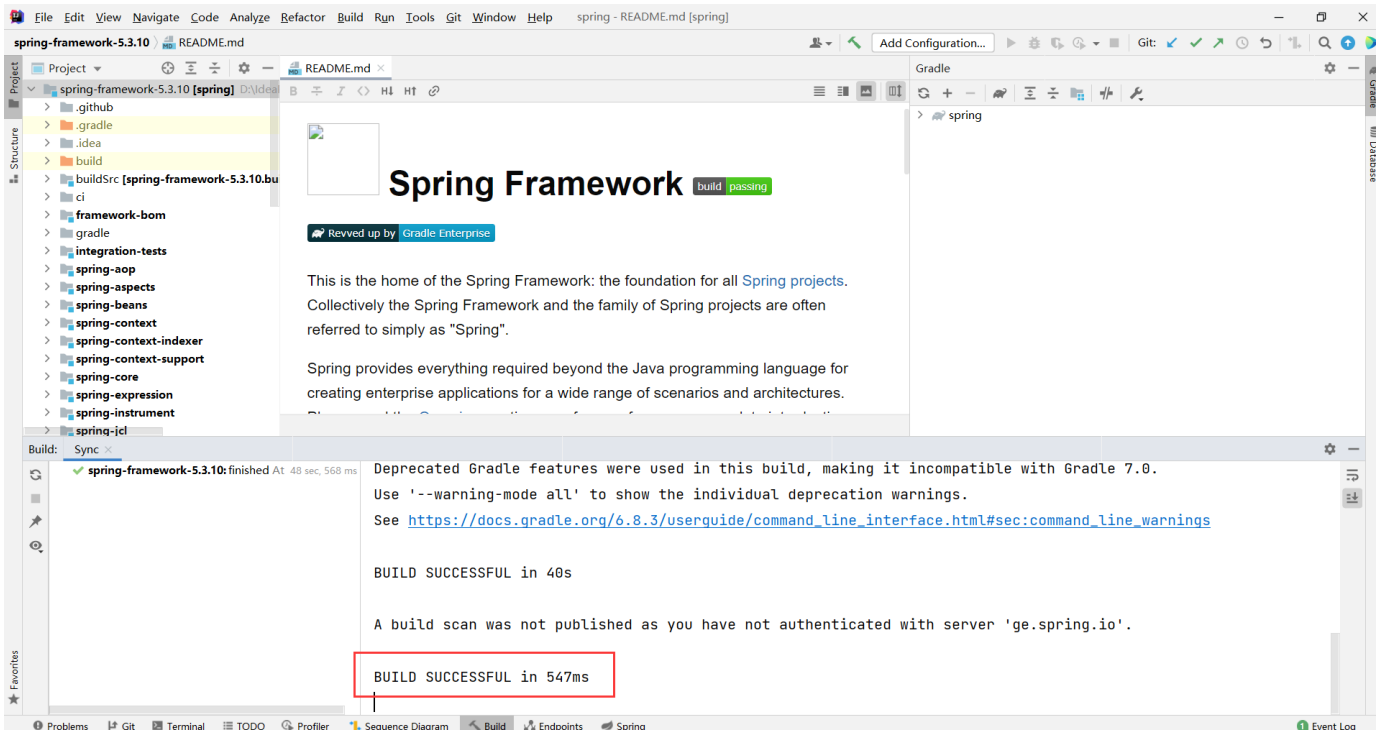 File Edit View Navigate Code Analyze Refactor Build Run Tools Git Window Help spring - README.md [spring]
spring-framework-5.3.10 README.md
Add Configuration...
Git:
Project
Project
README.md
Gradle
spring-framework-5.3.10 [spring] D:\Ideal
B I H↓ H↑
.github
spring
.gradle
.idea
build
buildSrc [spring-framework-5.3.10.bu
ci
framework-bom
gradle
integration-tests
spring-aop
spring-aspects
spring-beans
spring-context
spring-context-indexer
spring-context-support
spring-core
spring-expression
spring-instrument
spring-jcl
Structure
Spring Framework build passing
Revved up by Gradle Enterprise
This is the home of the Spring Framework: the foundation for all Spring projects.
Collectively the Spring Framework and the family of Spring projects are often
referred to simply as "Spring".
Spring provides everything required beyond the Java programming language for
creating enterprise applications for a wide range of scenarios and architectures.
Gradle
Database
Build: Sync
spring-framework-5.3.10: finished At 48 sec, 568 ms
Deprecated Gradle features were used in this build, making it incompatible with Gradle 7.0.
Use '--warning-mode all' to show the individual deprecation warnings.
See https://docs.gradle.org/6.8.3/userguide/command_line_interface.html#sec:command_line_warnings
BUILD SUCCESSFUL in 40s
A build scan was not published as you have not authenticated with server 'ge.spring.io'.
BUILD SUCCESSFUL in 547ms
Favorites
Problems Git Terminal TODO Profiler Sequence Diagram Build Endpoints Spring 1 Event Log